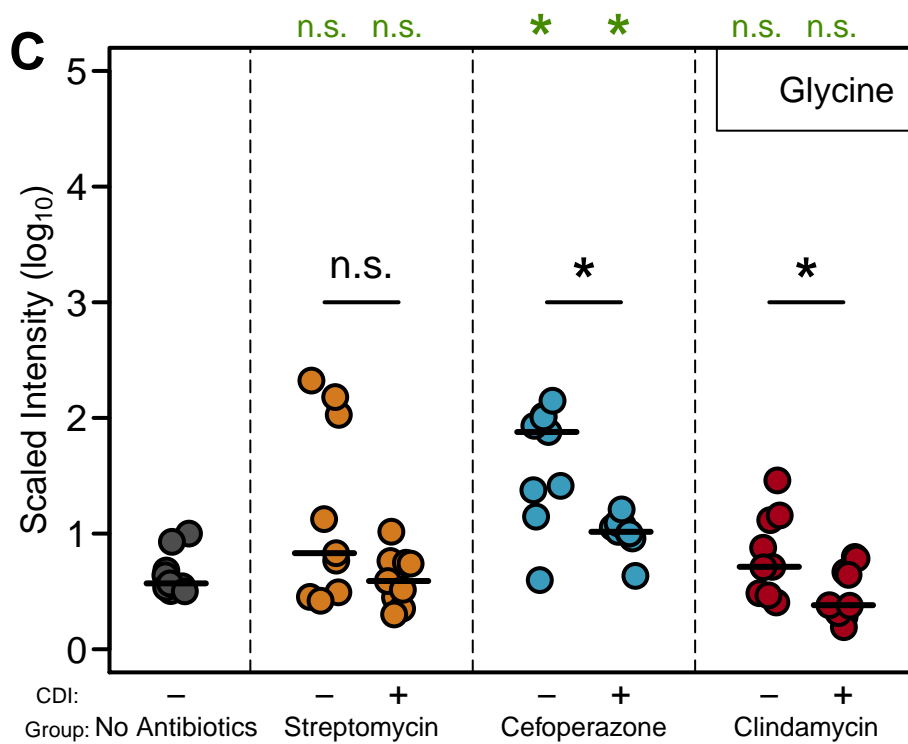 C
n.s. n.s. * * n.s. n.s.
Glycine
Scaled Intensity (log10)
5
4
3
2
1
0
n.s. * *
CDI: − − + − + − +
Group: No Antibiotics Streptomycin Cefoperazone Clindamycin